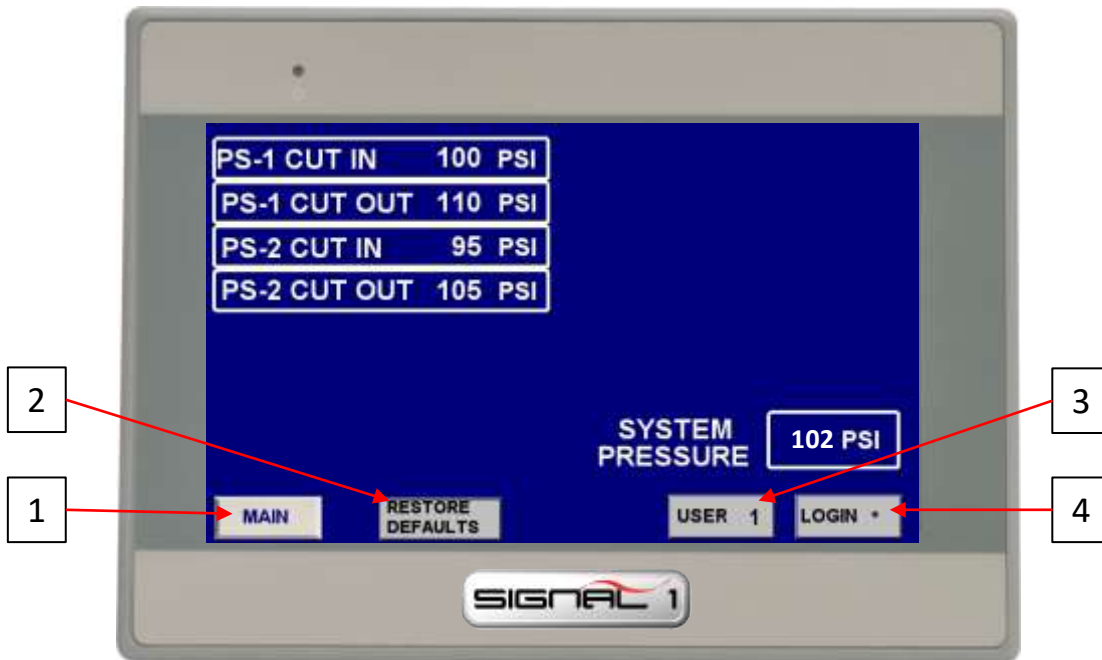 PS-1 CUT IN 100 PSI
PS-1 CUT OUT 110 PSI
PS-2 CUT IN 95 PSI
PS-2 CUT OUT 105 PSI
2
3
SYSTEM
PRESSURE
102 PSI
1
MAIN
RESTORE
DEFAULTS
USER 1
LOGIN *
4
SIGNAL 1